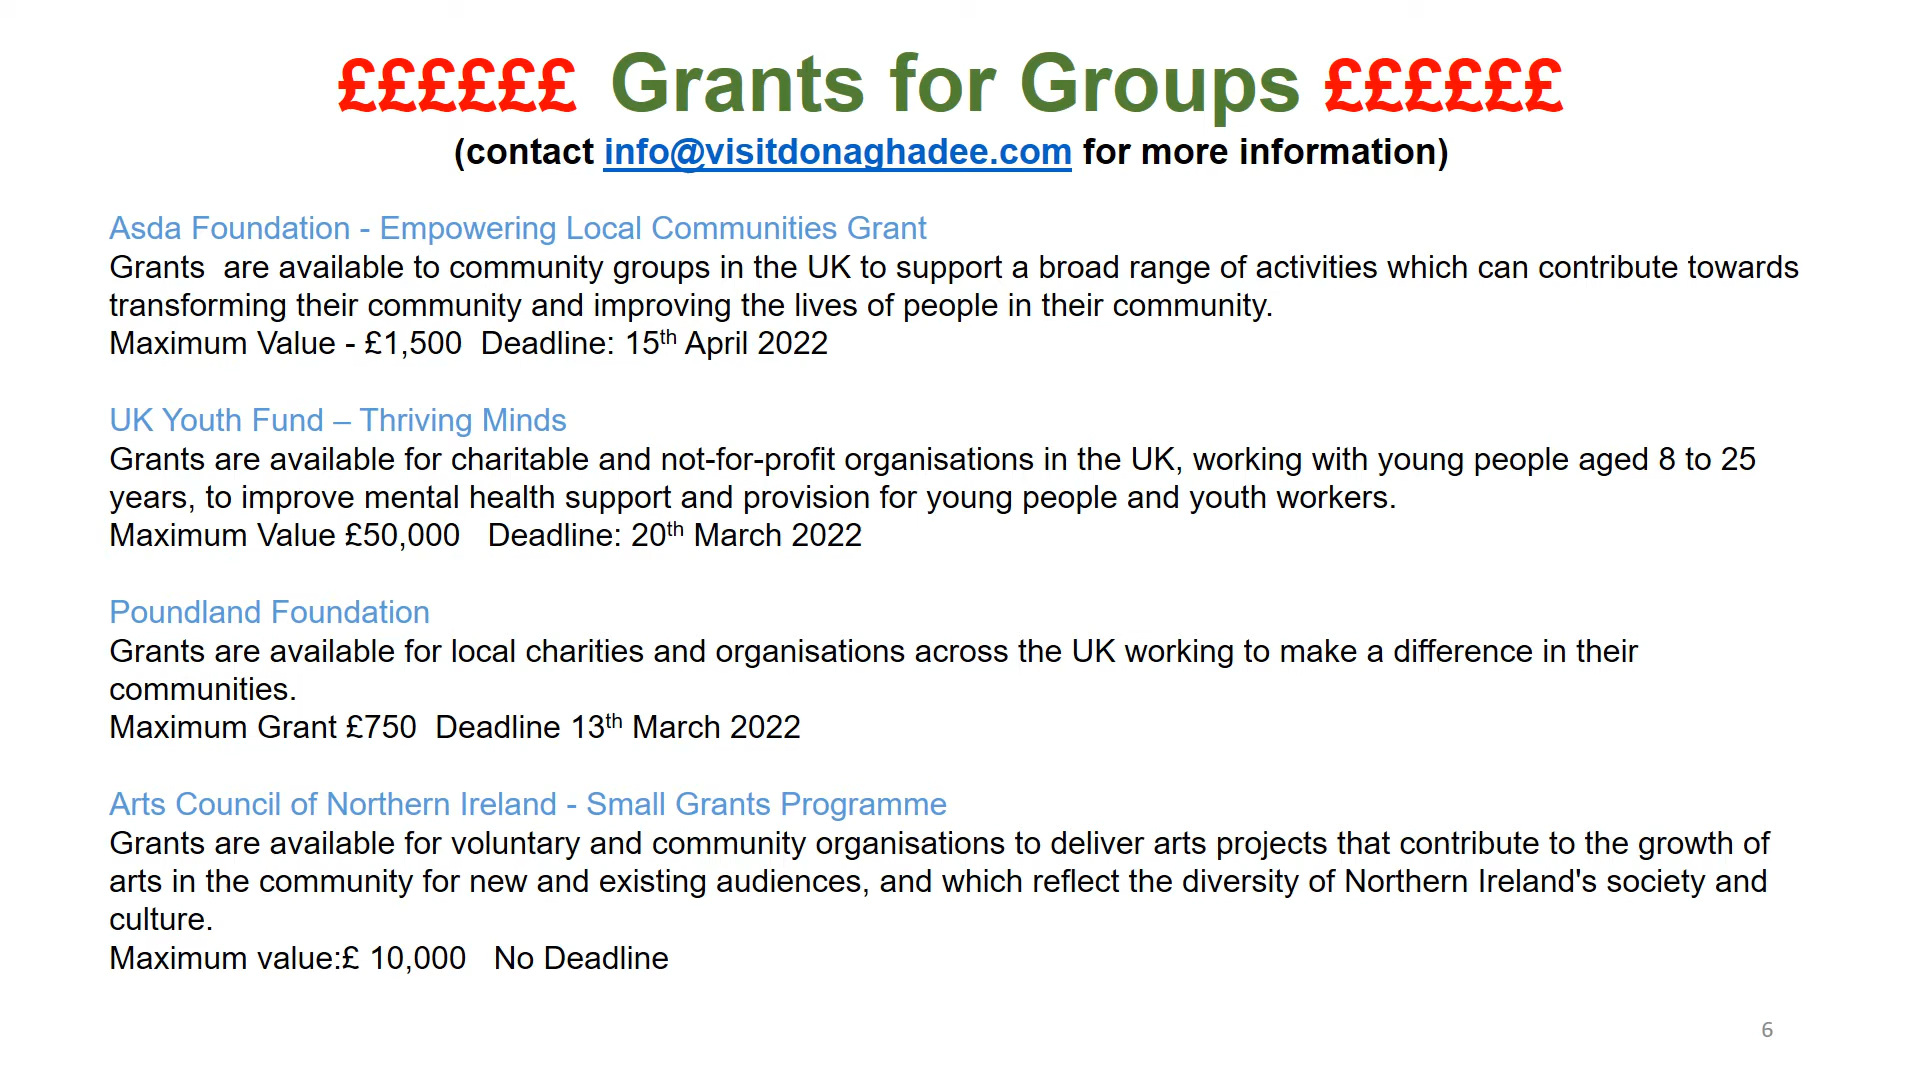 ££££££ Grants for Groups ££££££
(contact info@visitdonaghadee.com for more information)
Asda Foundation - Empowering Local Communities Grant
Grants  are available to community groups in the UK to support a broad range of activities which can contribute towards
transforming their community and improving the lives of people in their community.
Maximum Value - £1,500  Deadline: 15th April 2022
UK Youth Fund – Thriving Minds
Grants are available for charitable and not-for-profit organisations in the UK, working with young people aged 8 to 25
years, to improve mental health support and provision for young people and youth workers.
Maximum Value £50,000   Deadline: 20th March 2022
Poundland Foundation
Grants are available for local charities and organisations across the UK working to make a difference in their
communities.
Maximum Grant £750  Deadline 13th March 2022
Arts Council of Northern Ireland - Small Grants Programme
Grants are available for voluntary and community organisations to deliver arts projects that contribute to the growth of
arts in the community for new and existing audiences, and which reflect the diversity of Northern Ireland's society and
culture.
Maximum value:£ 10,000   No Deadline
6